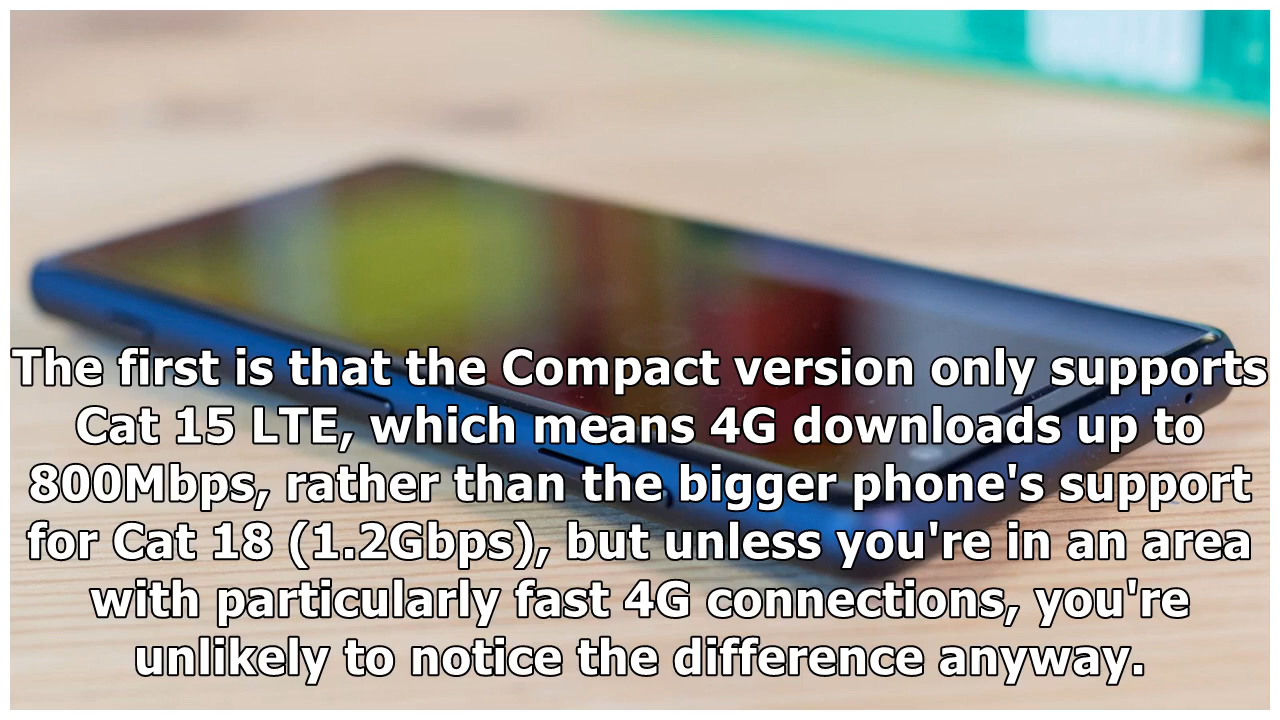 The first is that the Compact version only supports
Cat 15 LTE, which means 4G downloads up to
800Mbps, rather than the bigger phone's support
for Cat 18 (1.2Gbps), but unless you're in an area
with particularly fast 4G connections, you're
unlikely to notice the difference anyway.